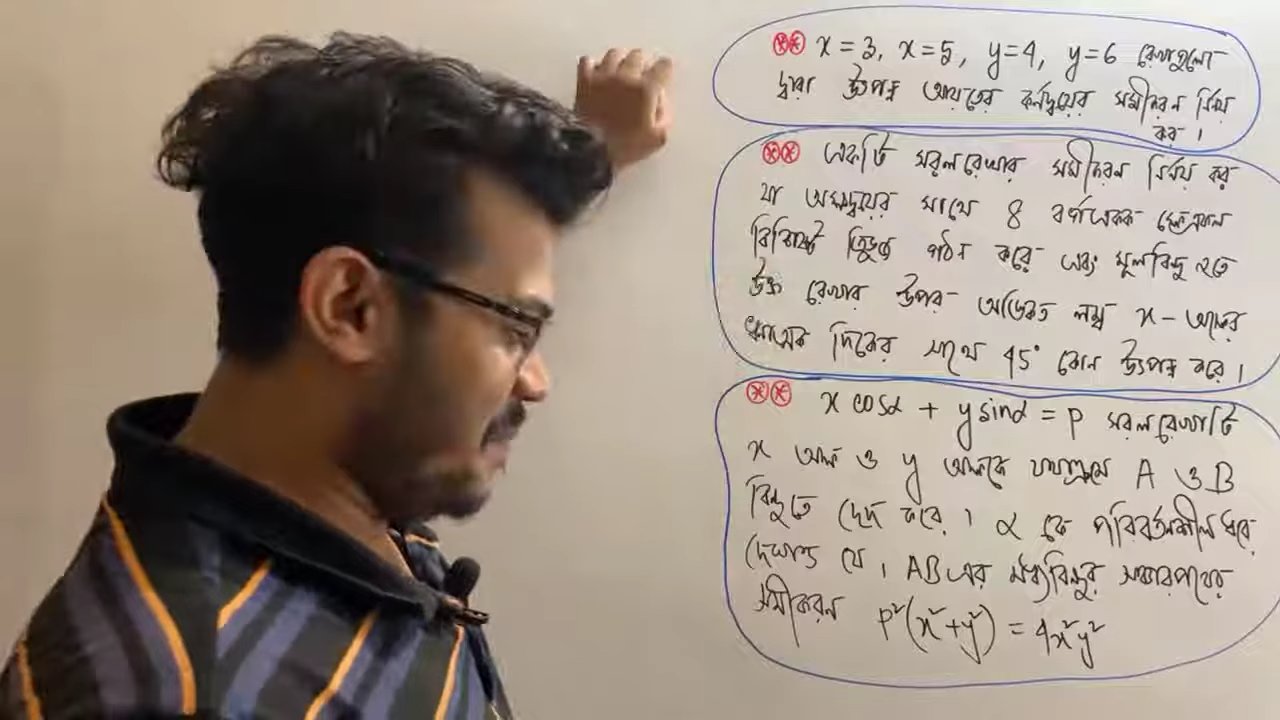 x = 3, x = 5, y = 4, y = 6 রেখাগুলো
দ্বারা উৎপন্ন আয়তের কর্ণদ্বয়ের সমীকরণ নির্ণয়
কর।
একটি সরলরেখার সমীকরণ নির্ণয় কর
যা অক্ষদ্বয়ের সাথে 8 বর্গএকক ক্ষেত্রফল
বিশিষ্ট ত্রিভুজ গঠন করে এবং মূলবিন্দু হতে
উক্ত রেখার উপর অঙ্কিত লম্ব x-অক্ষের
ধনাত্মক দিকের সাথে 45° কোণ উৎপন্ন করে।
x cosα + y sinα = P সরলরেখাটি
x অক্ষ ও y অক্ষকে যথাক্রমে A ও B
বিন্দুতে ছেদ করে। α কে পরিবর্তনশীল ধরে
দেখাও যে, AB এর মধ্যবিন্দুর সঞ্চারপথের
সমীকরণ P²(x²+y²) = 4x²y²